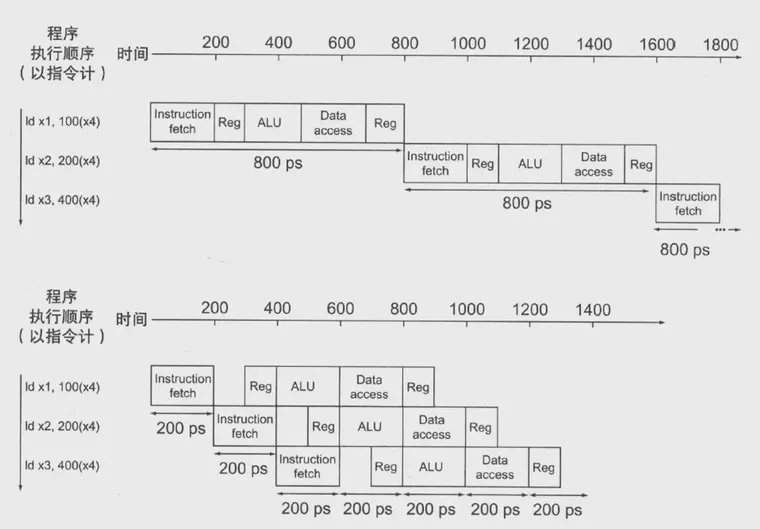 程序
执行顺序
（以指令计）
时间
200 400 600 800 1000 1200 1400 1600 1800
ld x1, 100(x4)
Instruction fetch Reg ALU Data access Reg
800 ps
ld x2, 200(x4)
Instruction fetch Reg ALU Data access Reg
800 ps
ld x3, 400(x4)
Instruction fetch
...
800 ps
程序
执行顺序
（以指令计）
时间
200 400 600 800 1000 1200 1400
ld x1, 100(x4)
Instruction fetch Reg ALU Data access Reg
200 ps
ld x2, 200(x4)
Instruction fetch Reg ALU Data access Reg
200 ps
ld x3, 400(x4)
Instruction fetch Reg ALU Data access Reg
200 ps 200 ps 200 ps 200 ps 200 ps